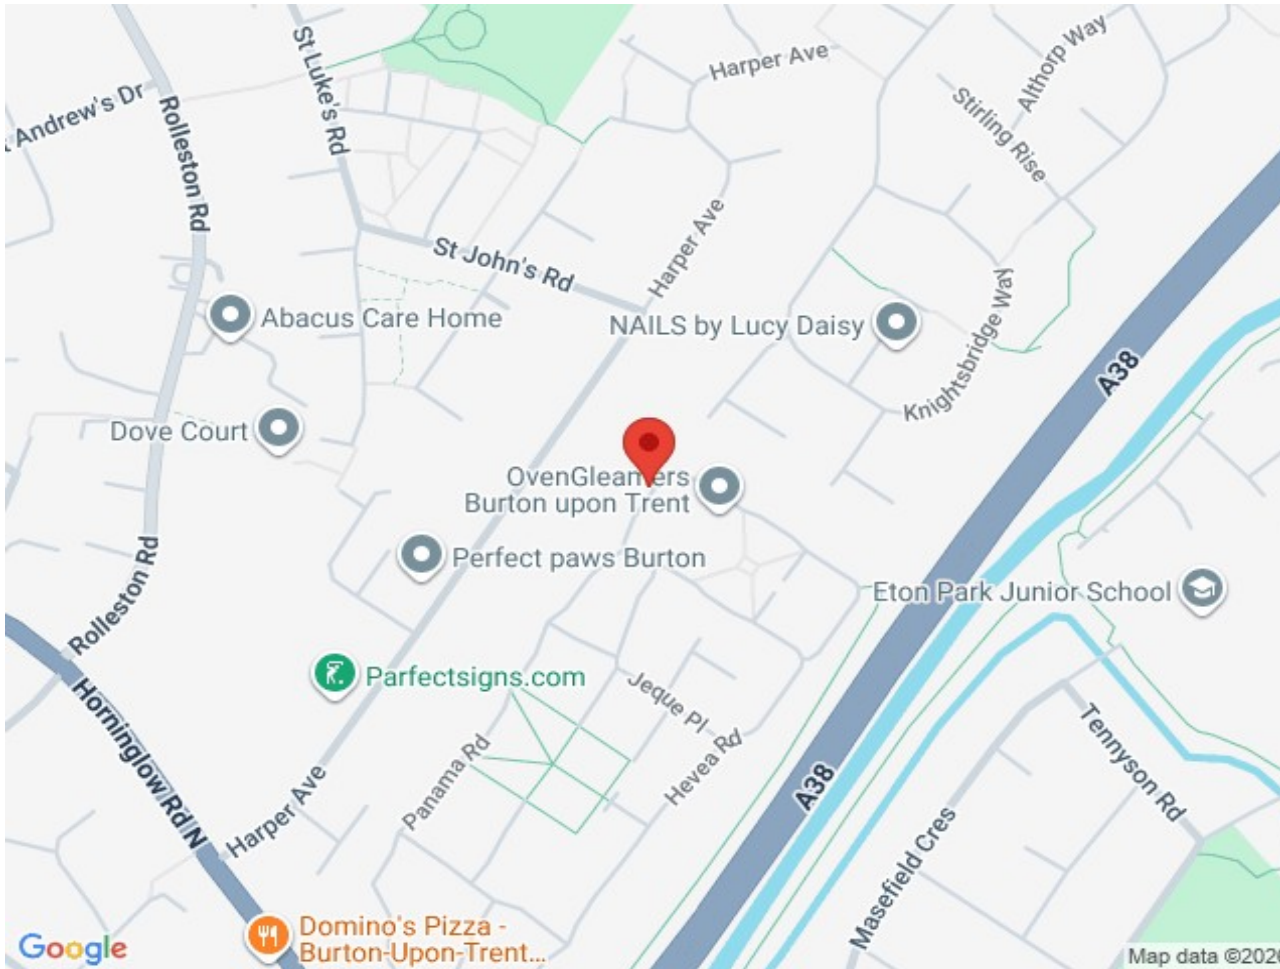 Harper Ave
Althorp Way
St Luke's Rd
Andrew's Dr
Rolleston Rd
Stirling Rise
Harper Ave
St John's Rd
Abacus Care Home
NAILS by Lucy Daisy
Knightsbridge Way
A38
Dove Court
OvenGleamers
Burton upon Trent
Perfect paws Burton
Rolleston Rd
Eton Park Junior School
Parfectsigns.com
Jeque Pl
Horninglow Rd N
Panama Rd
Hevea Rd
Tennyson Rd
A38
Harper Ave
Masefield Cres
Domino's Pizza -
Burton-Upon-Trent...
Google
Map data ©2026